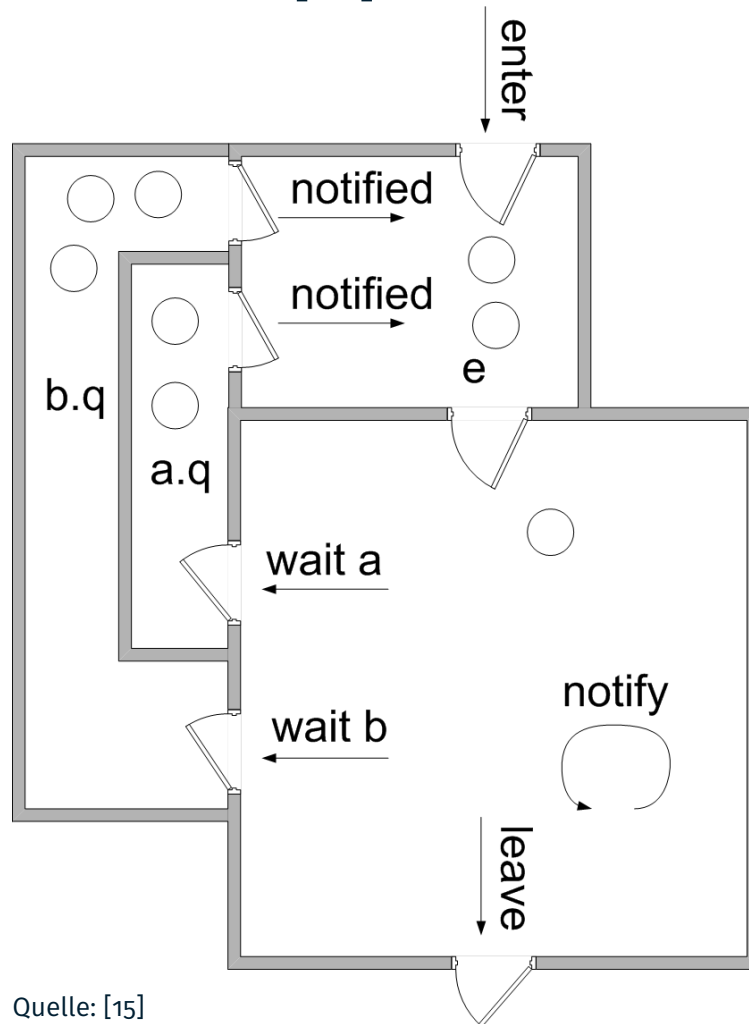 enter
notified
notified
e
b.q
a.q
wait a
notify
wait b
leave
Quelle: [15]